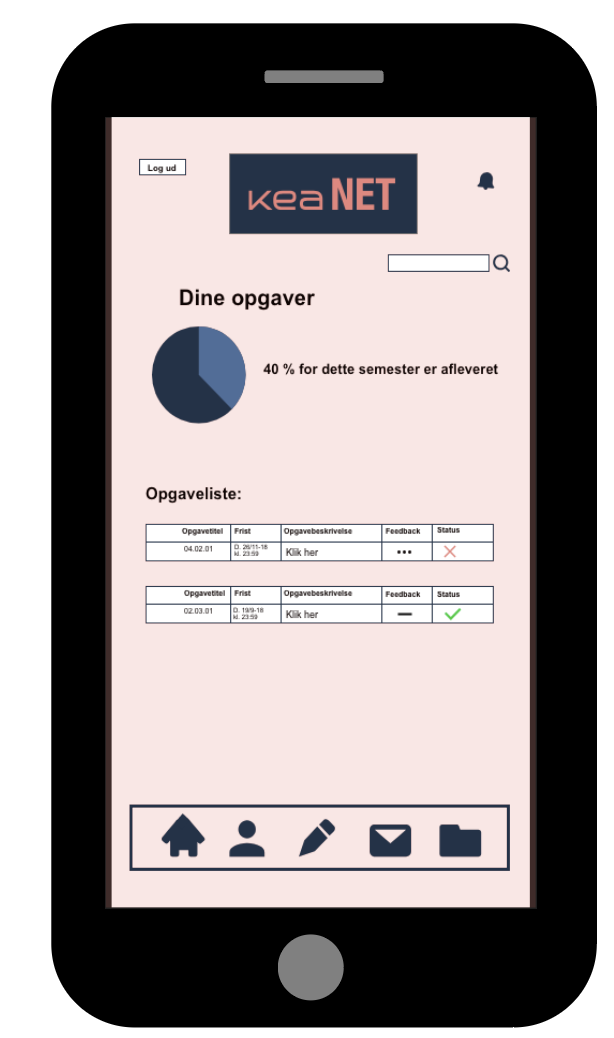 Log ud
kea NET
Dine opgaver
40 % for dette semester er afleveret
Opgaveliste:
Opgavetitel Frist Opgavebeskrivelse Feedback Status
04.02.01 D. 26/11-18 Klik her •••
kl. 23:59
Opgavetitel Frist Opgavebeskrivelse Feedback Status
02.03.01 D. 19/9-18 Klik her
kl. 23:59